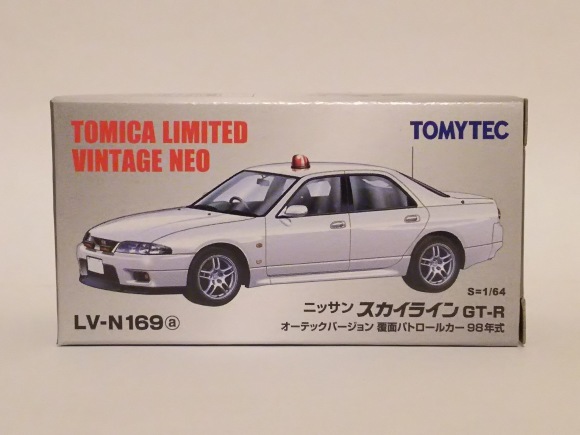 TOMICA LIMITED
VINTAGE NEO
TOMYTEC
S=1/64
ニッサン スカイライン GT-R
LV-N169ⓐ
オーテックバージョン 覆面パトロールカー 98年式